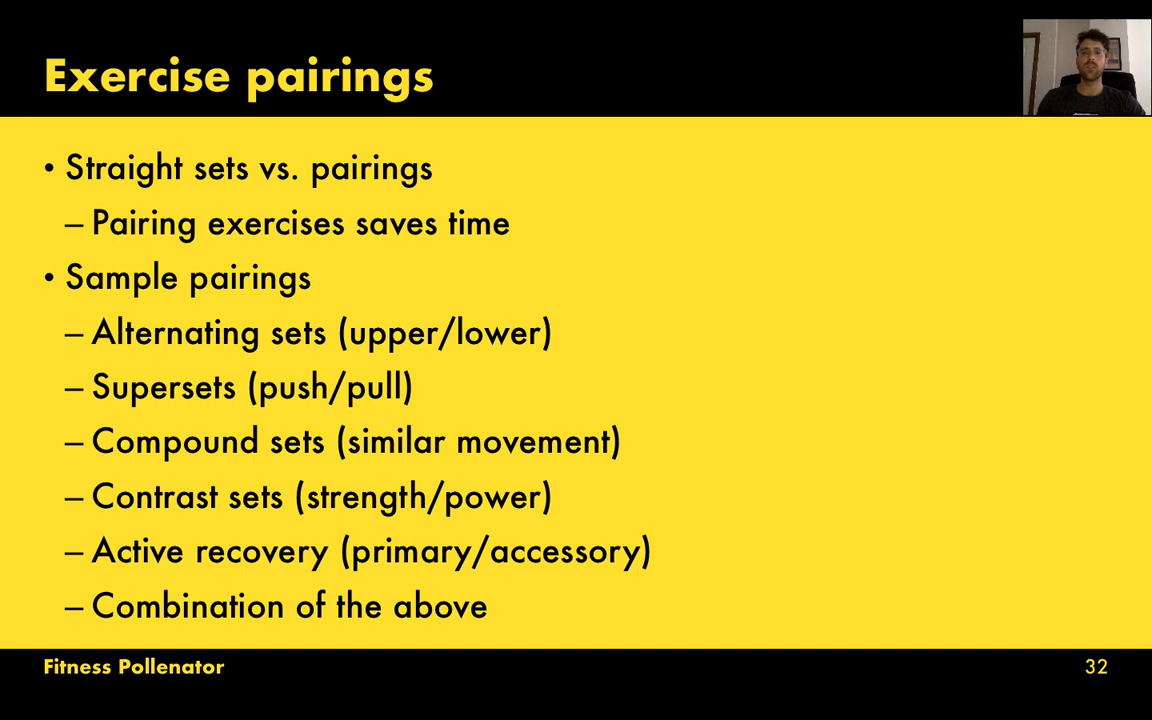 Exercise pairings
• Straight sets vs. pairings
– Pairing exercises saves time
• Sample pairings
– Alternating sets (upper/lower)
– Supersets (push/pull)
– Compound sets (similar movement)
– Contrast sets (strength/power)
– Active recovery (primary/accessory)
– Combination of the above
Fitness Pollenator
32